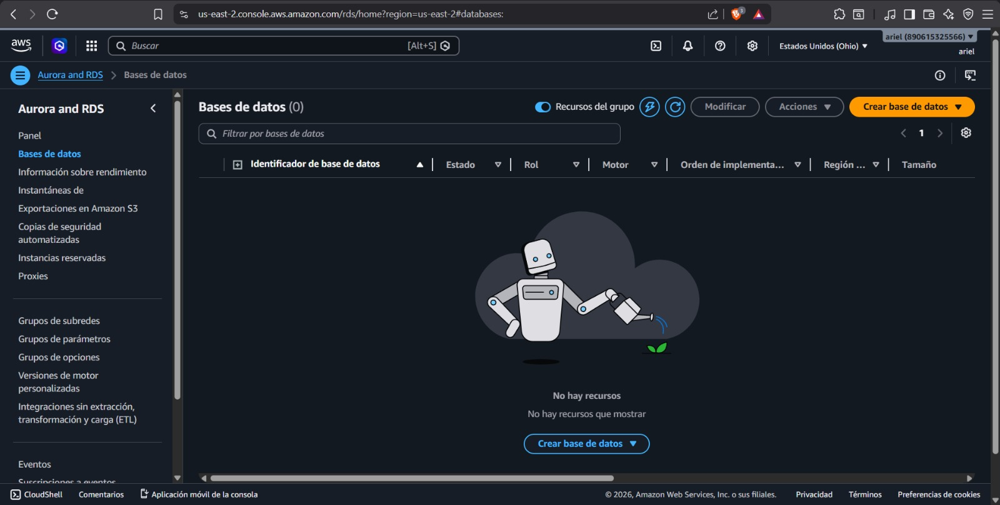 us-east-2.console.aws.amazon.com/rds/home?region=us-east-2#databases:
3
aws
Buscar
[Alt+S]
Estados Unidos (Ohio)
ariel (890615325566)
ariel
Aurora and RDS
Bases de datos
Aurora and RDS
Panel
Bases de datos
Información sobre rendimiento
Instantáneas de
Exportaciones en Amazon S3
Copias de seguridad
automatizadas
Instancias reservadas
Proxies
Grupos de subredes
Grupos de parámetros
Grupos de opciones
Versiones de motor
personalizadas
Integraciones sin extracción,
transformación y carga (ETL)
Eventos
Suscripciones a eventos
Bases de datos (0)
Recursos del grupo
Modificar
Acciones
Crear base de datos
Filtrar por bases de datos
1
Identificador de base de datos
Estado
Rol
Motor
Orden de implementa...
Región ...
Tamaño
No hay recursos
No hay recursos que mostrar
Crear base de datos
CloudShell
Comentarios
Aplicación móvil de la consola
© 2026, Amazon Web Services, Inc. o sus filiales.
Privacidad
Términos
Preferencias de cookies